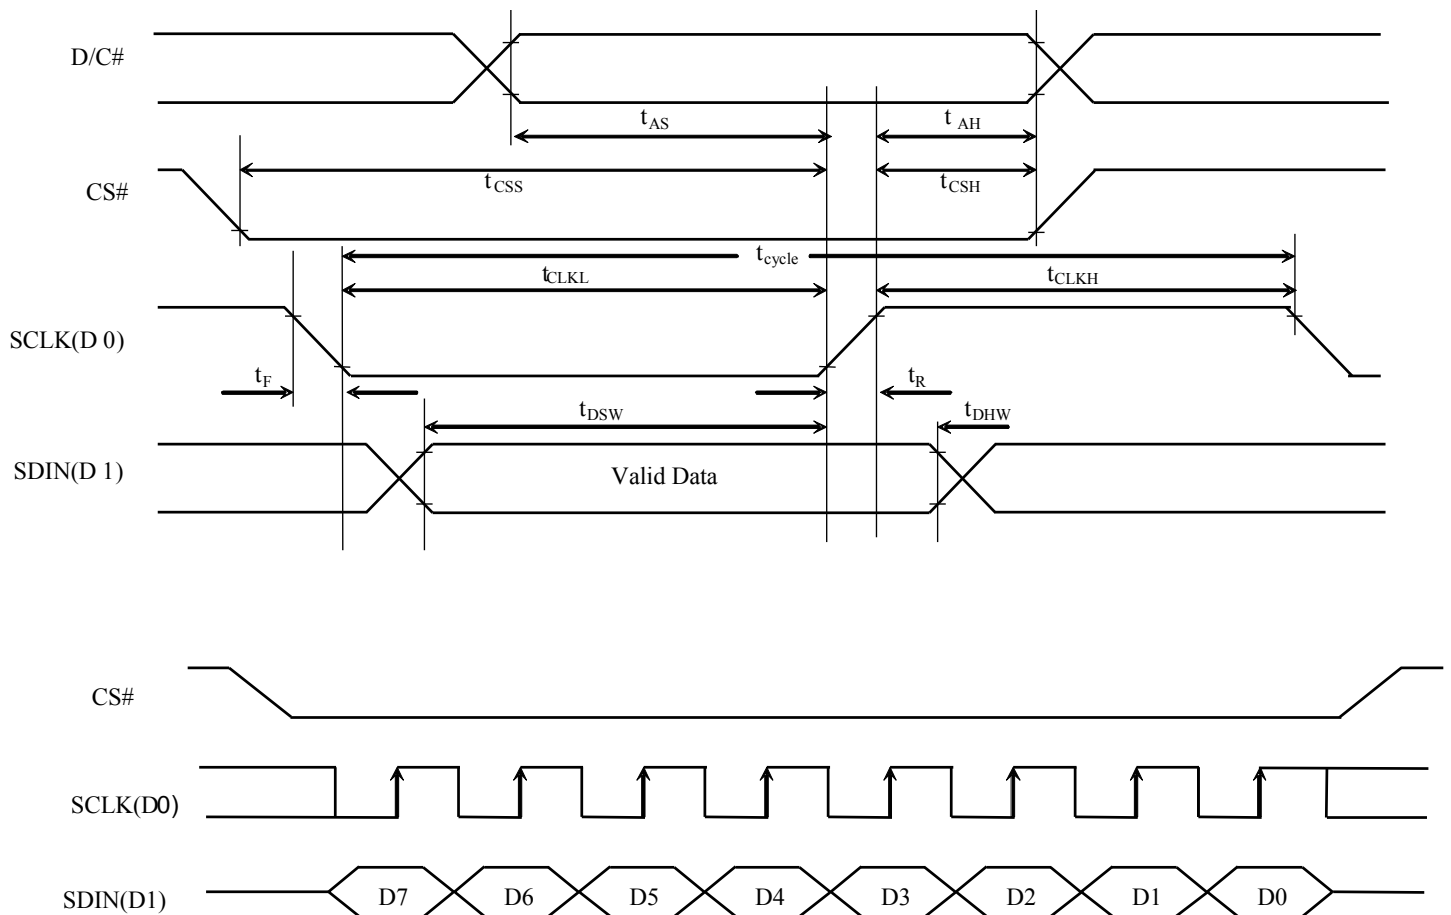 D/C#
tAS
t AH
CS#
tCSS
tCSH
tcycle
tCLKL
tCLKH
SCLK(D 0)
tF
tR
tDSW
tDHW
SDIN(D 1)
Valid Data
CS#
SCLK(D0)
SDIN(D1)
D7 D6 D5 D4 D3 D2 D1 D0